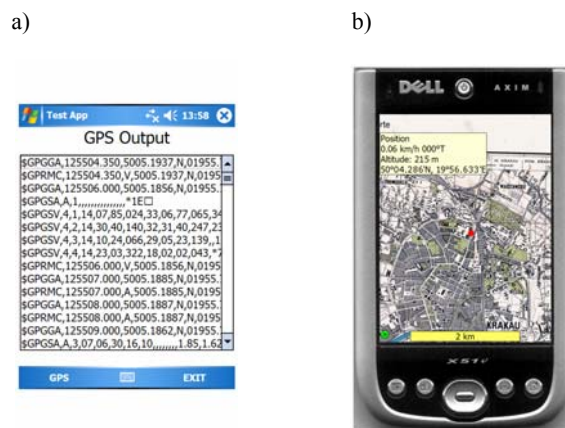 a)
b)
Test App 13:58
GPS Output
$GPGGA,125504.350,5005.1937,N,01955.
$GPRMC,125504.350,V,5005.1937,N,0195
$GPGGA,125506.000,5005.1856,N,01955.
$GPGSA,A,1,,,,,,,,,,,,,,,*1E□
$GPGSV,4,1,14,07,85,024,33,06,77,065,34
$GPGSV,4,2,14,30,40,140,32,31,40,247,23
$GPGSV,4,3,14,10,24,066,29,05,23,139,,1
$GPGSV,4,4,14,23,03,322,18,02,02,043,*7
$GPRMC,125506.000,V,5005.1856,N,0195
$GPGGA,125507.000,5005.1885,N,01955.
$GPRMC,125507.000,A,5005.1885,N,0195
$GPGGA,125508.000,5005.1887,N,01955.
$GPRMC,125508.000,A,5005.1887,N,0195
$GPGGA,125509.000,5005.1862,N,01955.
$GPGSA,A,3,07,06,30,16,10,,,,,,,,1.85,1.62
GPS EXIT
DELL AXIM
rte
Position
0.06 km/h 000°T
Altitude: 215 m
50°04.286'N, 19°56.633'E
KRAKAU
2 km
X51v